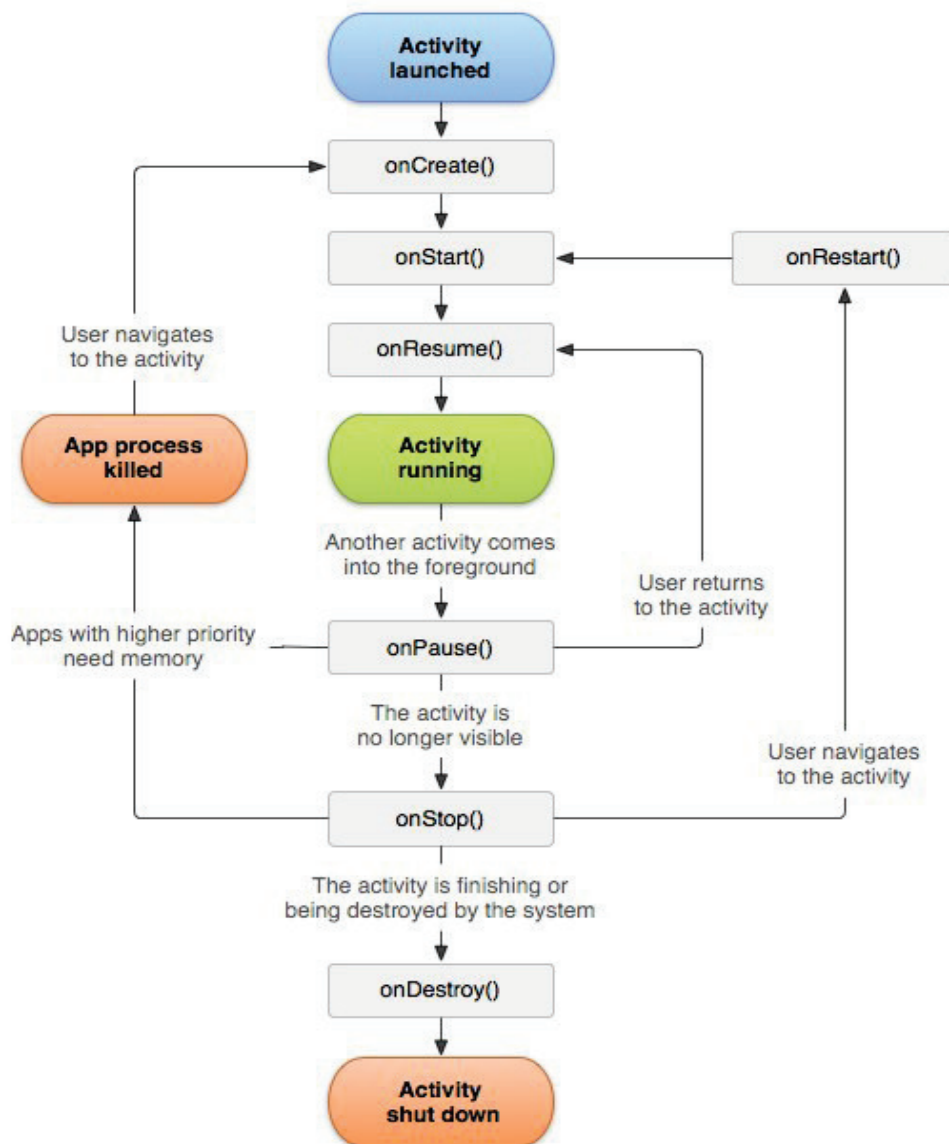 Activity
launched
onCreate()
onStart()
onRestart()
User navigates
to the activity
onResume()
App process
killed
Activity
running
Another activity comes
into the foreground
User returns
to the activity
Apps with higher priority
need memory
onPause()
The activity is
no longer visible
User navigates
to the activity
onStop()
The activity is finishing or
being destroyed by the system
onDestroy()
Activity
shut down